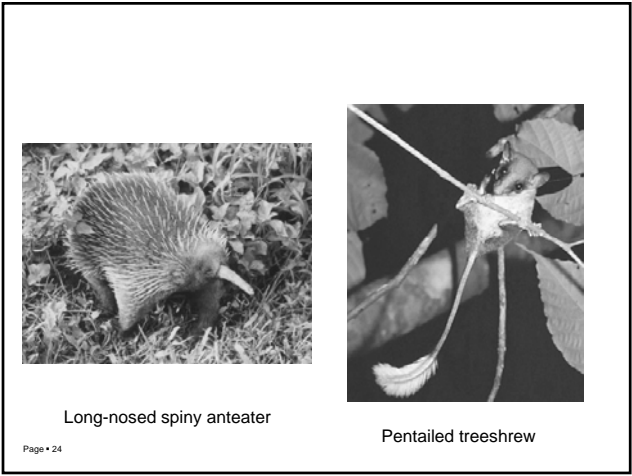 Long-nosed spiny anteater
Pentailed treeshrew
Page ▪ 24